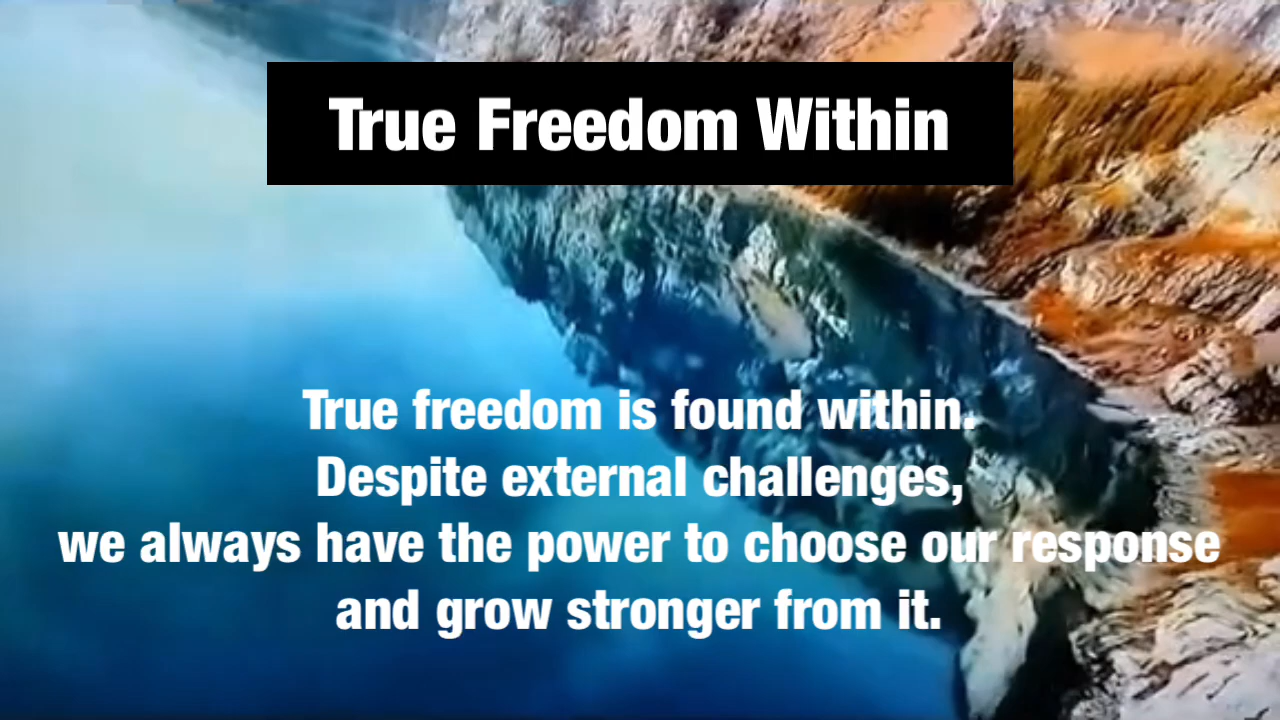 True Freedom Within
True freedom is found within.
Despite external challenges,
we always have the power to choose our response
and grow stronger from it.